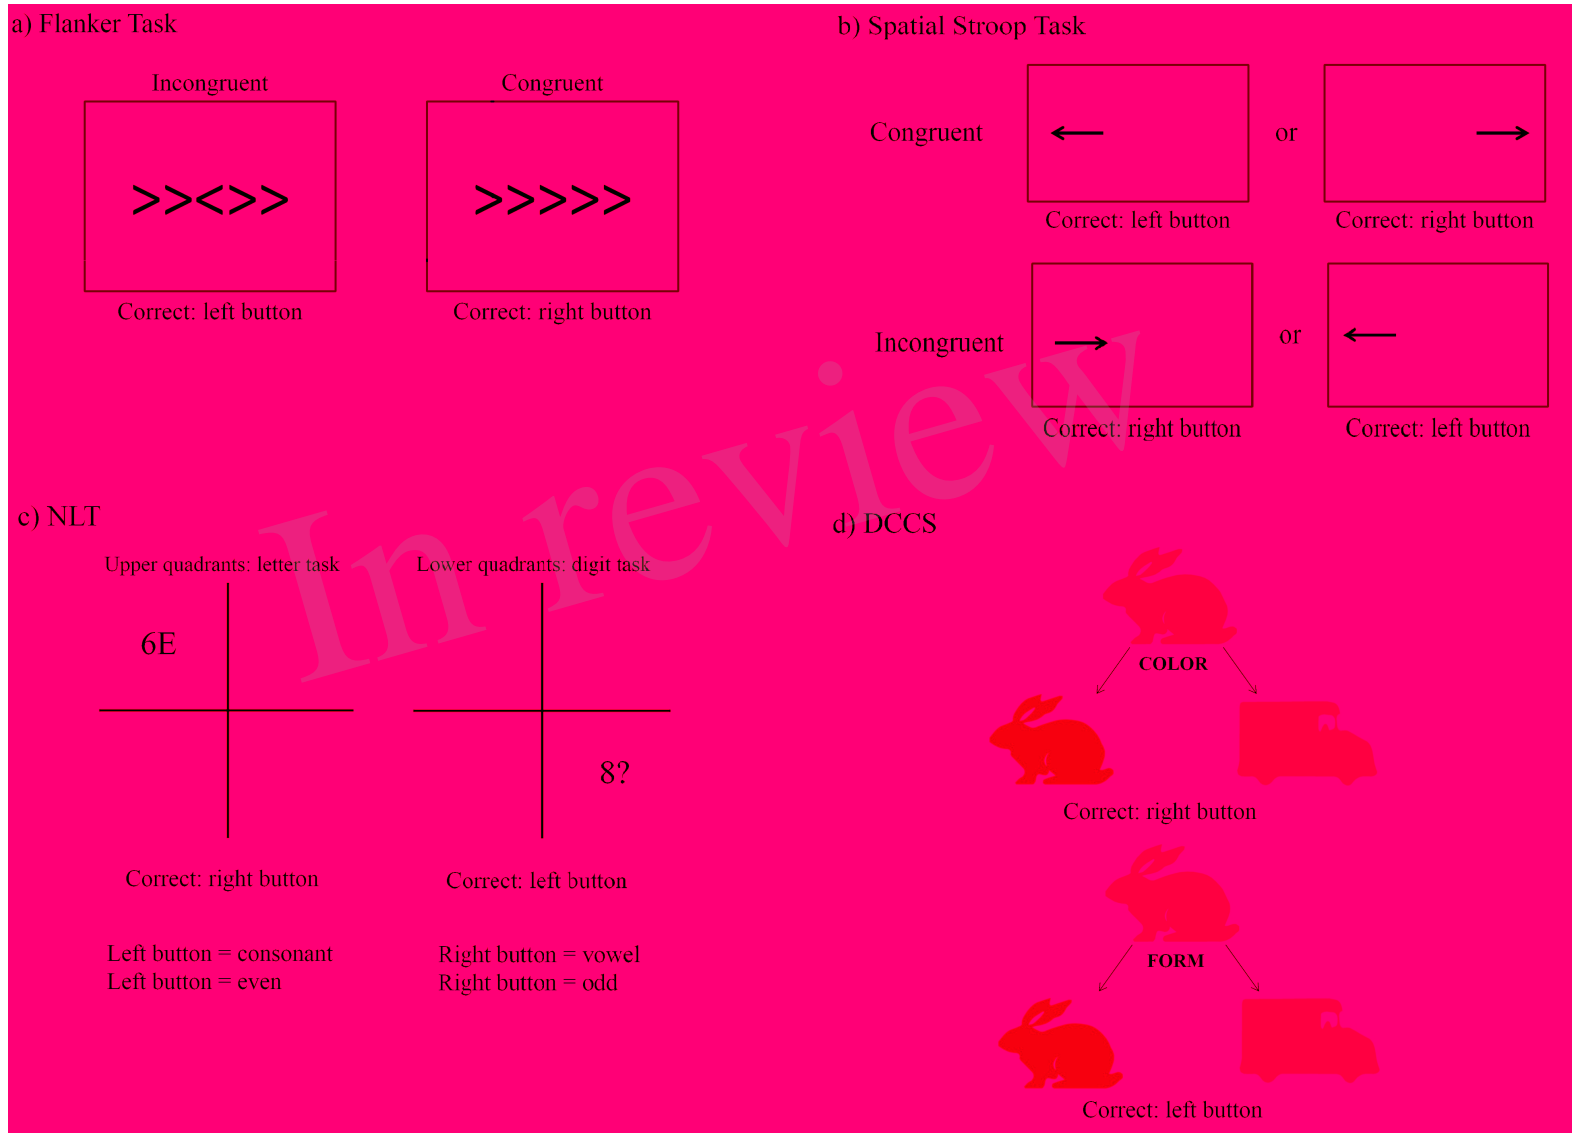 a) Flanker Task
Incongruent
Congruent
>><>>
>>>>>
Correct: left button
Correct: right button
b) Spatial Stroop Task
Congruent
or
Correct: left button
Correct: right button
Incongruent
or
Correct: right button
Correct: left button
c) NLT
Upper quadrants: letter task
Lower quadrants: digit task
6E
8?
Correct: right button
Correct: left button
Left button = consonant
Right button = vowel
Left button = even
Right button = odd
d) DCCS
COLOR
Correct: right button
FORM
Correct: left button
In review